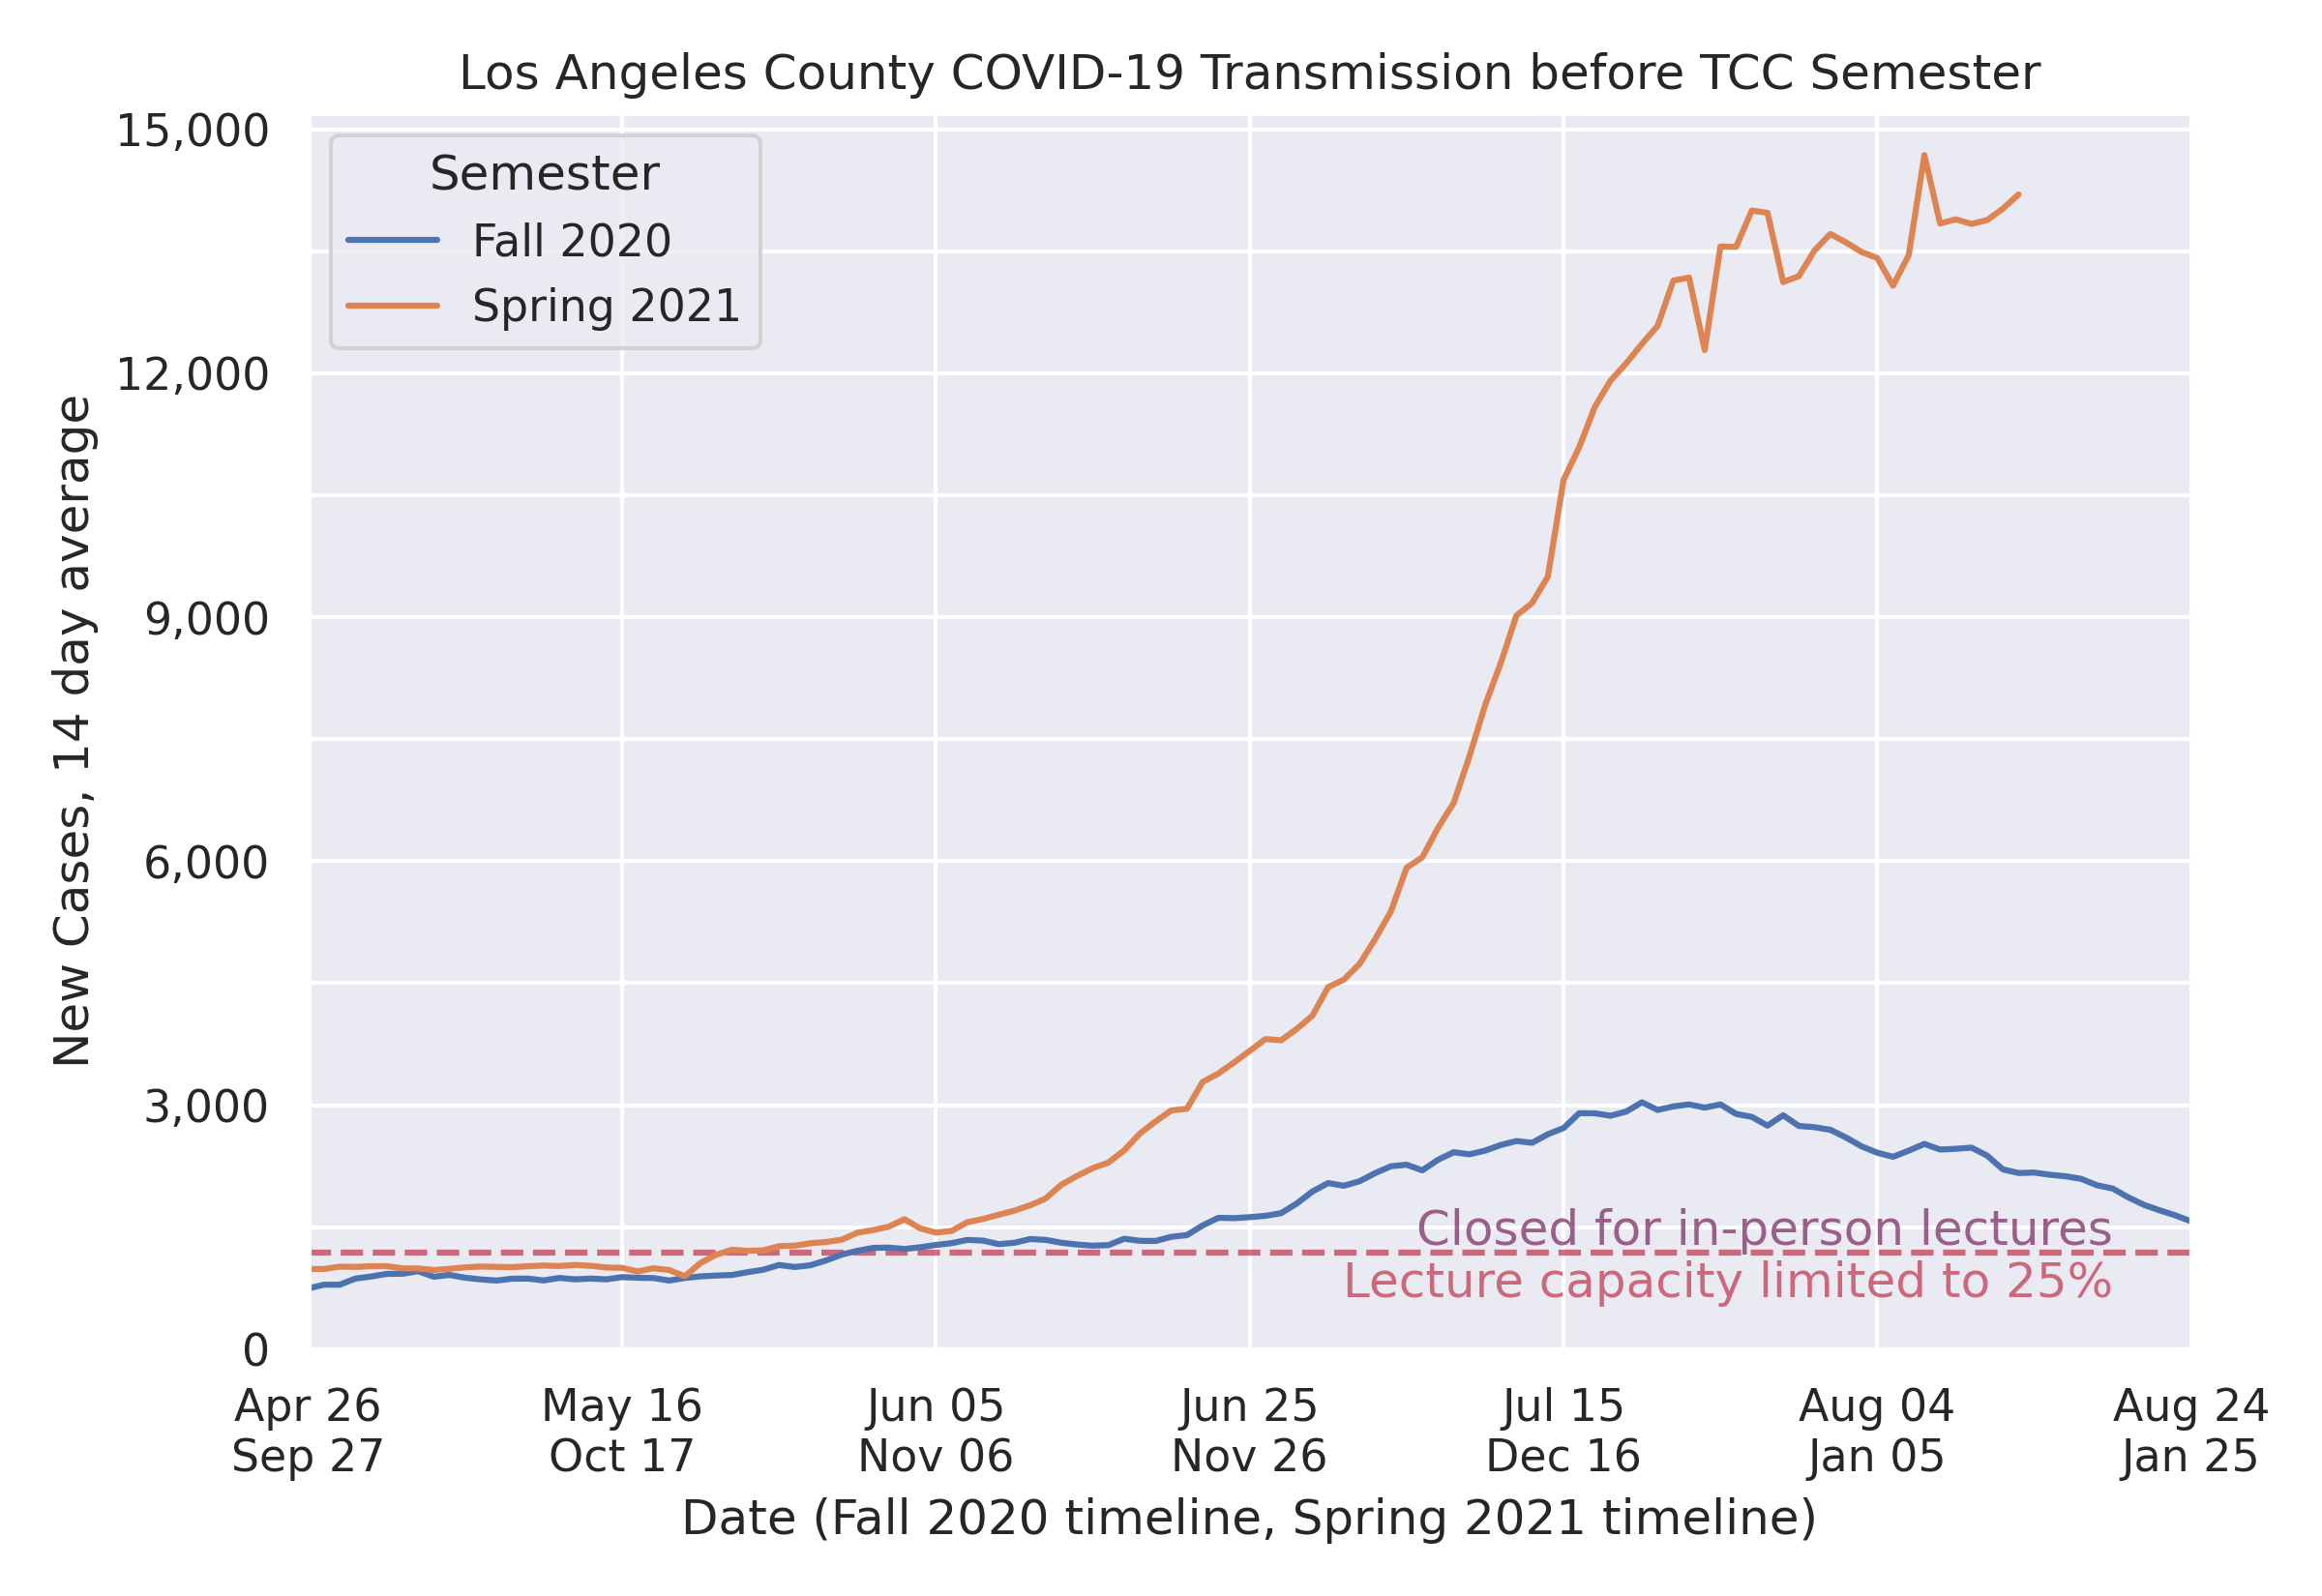 Los Angeles County COVID-19 Transmission before TCC Semester
15,000
12,000
9,000
6,000
3,000
0
New Cases, 14 day average
Semester
Fall 2020
Spring 2021
Closed for in-person lectures
Lecture capacity limited to 25%
Apr 26
Sep 27
May 16
Oct 17
Jun 05
Nov 06
Jun 25
Nov 26
Jul 15
Dec 16
Aug 04
Jan 05
Aug 24
Jan 25
Date (Fall 2020 timeline, Spring 2021 timeline)